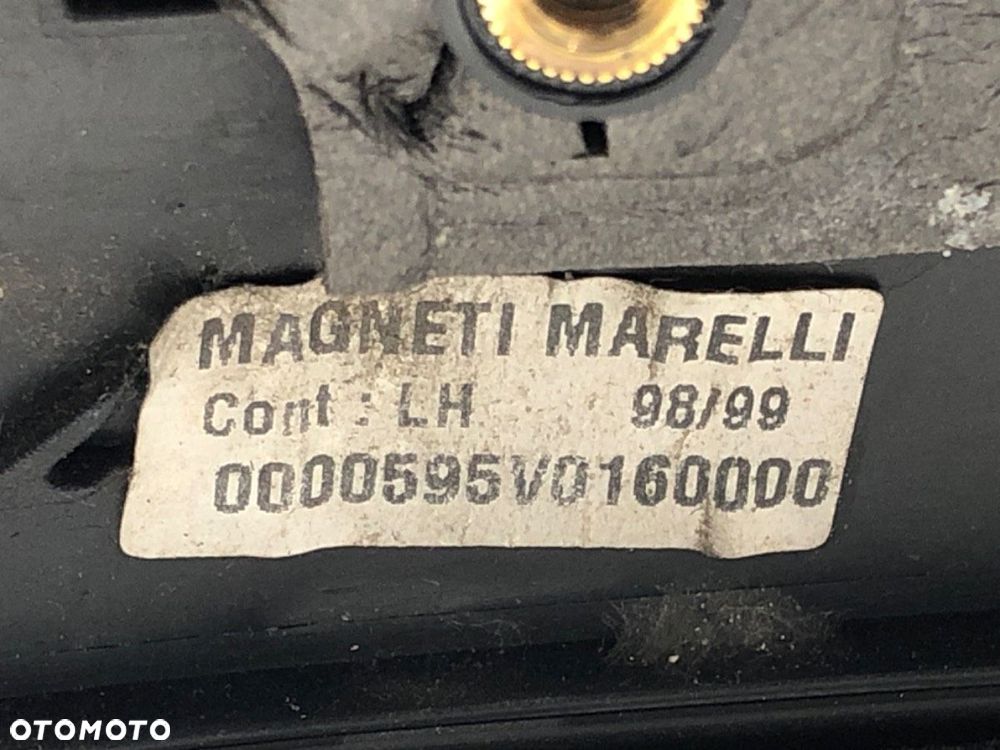 MAGNETI MARELLI
Cont : LH 98/99
0000595V0160000
OTOMOTO